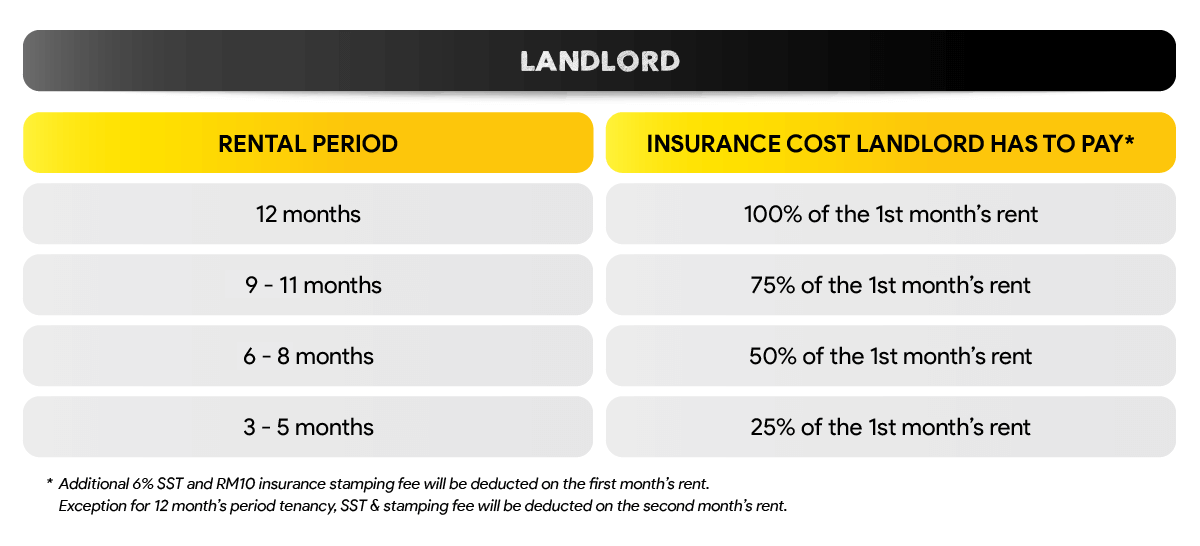 LANDLORD
RENTAL PERIOD
INSURANCE COST LANDLORD HAS TO PAY*
12 months
100% of the 1st month’s rent
9 - 11 months
75% of the 1st month’s rent
6 - 8 months
50% of the 1st month’s rent
3 - 5 months
25% of the 1st month’s rent
* Additional 6% SST and RM10 insurance stamping fee will be deducted on the first month’s rent.
Exception for 12 month’s period tenancy, SST & stamping fee will be deducted on the second month’s rent.